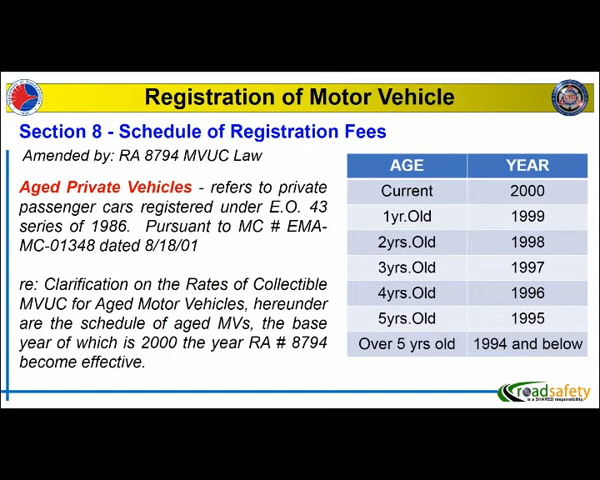 Registration of Motor Vehicle
Section 8 - Schedule of Registration Fees
Amended by: RA 8794 MVUC Law
Aged Private Vehicles - refers to private
passenger cars registered under E.O. 43
series of 1986. Pursuant to MC # EMA-
MC-01348 dated 8/18/01
re: Clarification on the Rates of Collectible
MVUC for Aged Motor Vehicles, hereunder
are the schedule of aged MVs, the base
year of which is 2000 the year RA # 8794
become effective.
AGE YEAR
Current 2000
1yr.Old 1999
2yrs.Old 1998
3yrs.Old 1997
4yrs.Old 1996
5yrs.Old 1995
Over 5 yrs old 1994 and below
roadsafety
is a SHARED responsibility